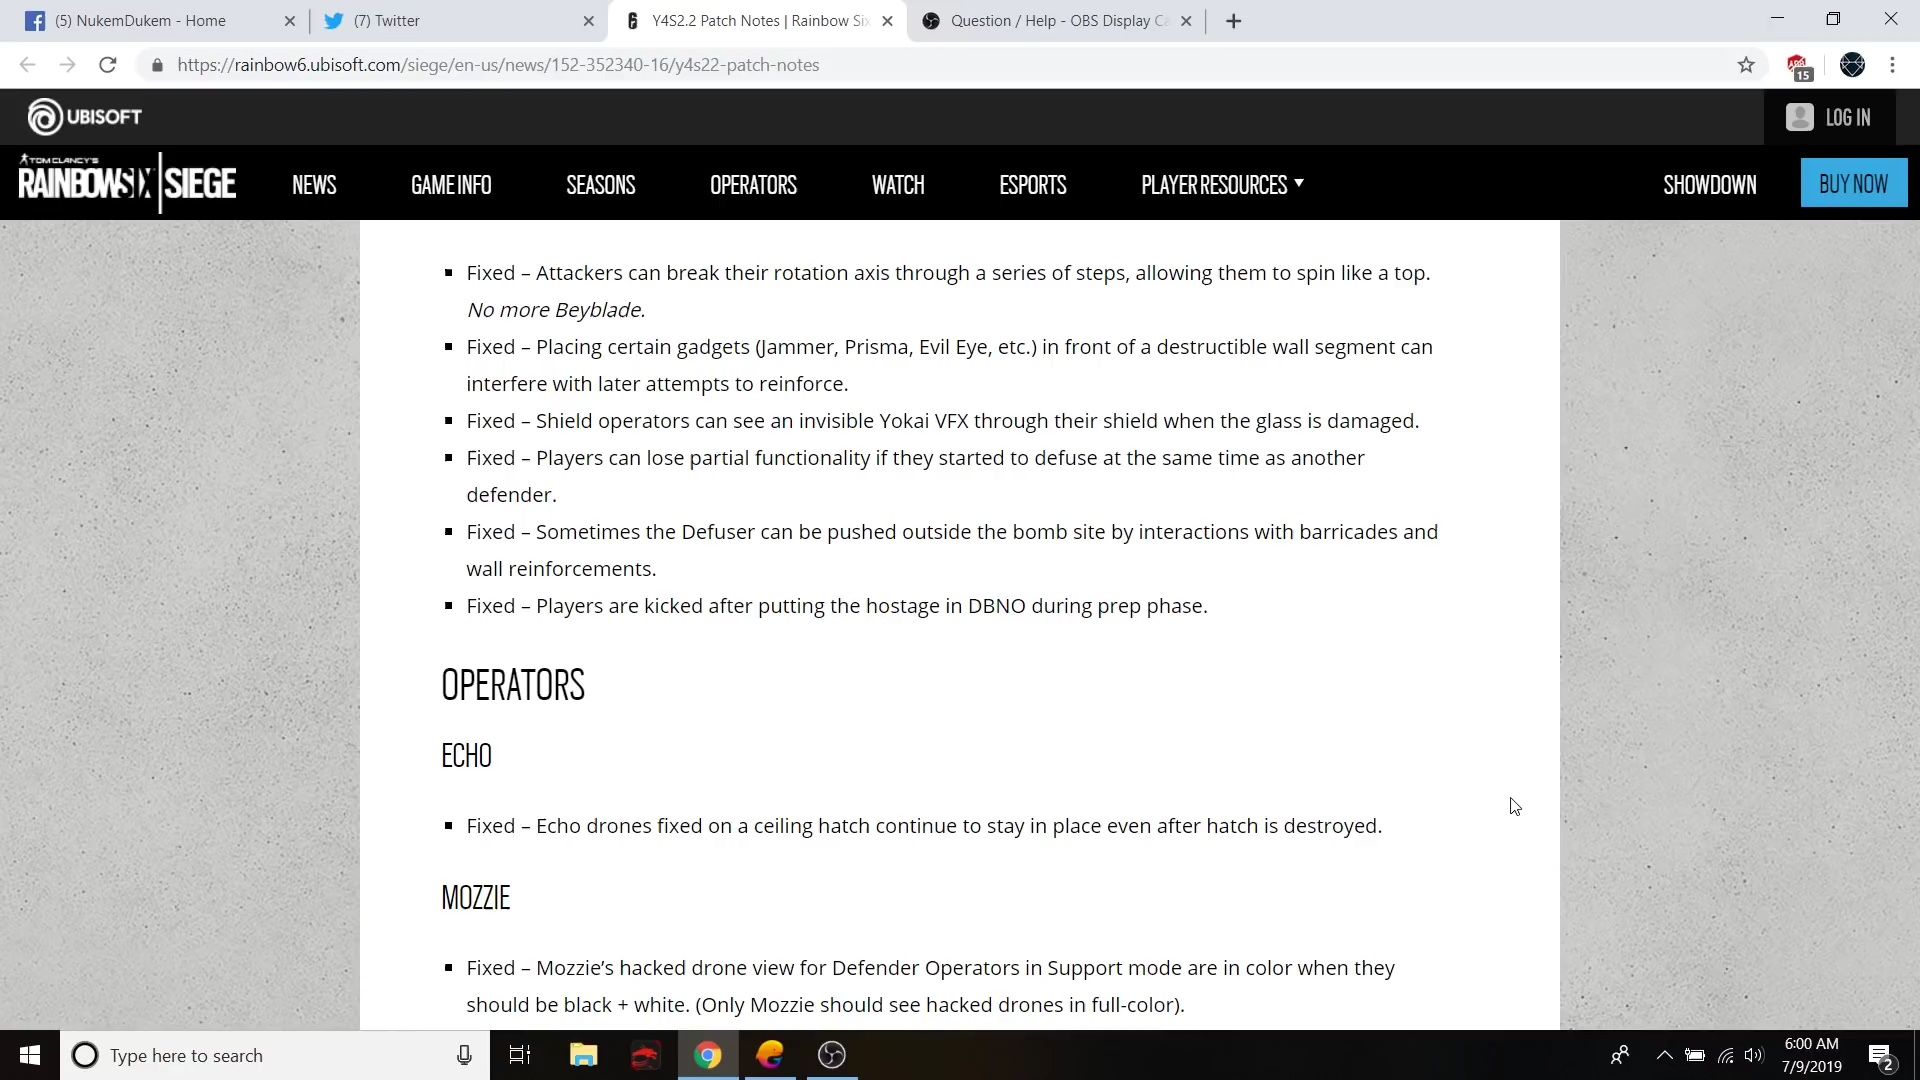 (5) NukemDukem - Home
(7) Twitter
Y4S2.2 Patch Notes | Rainbow Six
Question / Help - OBS Display Ca
https://rainbow6.ubisoft.com/siege/en-us/news/152-352340-16/y4s22-patch-notes
ABP
15
UBISOFT
LOG IN
TOM CLANCY'S
RAINBOW SIX | SIEGE
NEWS
GAME INFO
SEASONS
OPERATORS
WATCH
ESPORTS
PLAYER RESOURCES
SHOWDOWN
BUY NOW
▪ Fixed – Attackers can break their rotation axis through a series of steps, allowing them to spin like a top.
No more Beyblade.
▪ Fixed – Placing certain gadgets (Jammer, Prisma, Evil Eye, etc.) in front of a destructible wall segment can
interfere with later attempts to reinforce.
▪ Fixed – Shield operators can see an invisible Yokai VFX through their shield when the glass is damaged.
▪ Fixed – Players can lose partial functionality if they started to defuse at the same time as another
defender.
▪ Fixed – Sometimes the Defuser can be pushed outside the bomb site by interactions with barricades and
wall reinforcements.
▪ Fixed – Players are kicked after putting the hostage in DBNO during prep phase.
OPERATORS
ECHO
▪ Fixed – Echo drones fixed on a ceiling hatch continue to stay in place even after hatch is destroyed.
MOZZIE
▪ Fixed – Mozzie’s hacked drone view for Defender Operators in Support mode are in color when they
should be black + white. (Only Mozzie should see hacked drones in full-color).
Type here to search
6:00 AM
7/9/2019
2